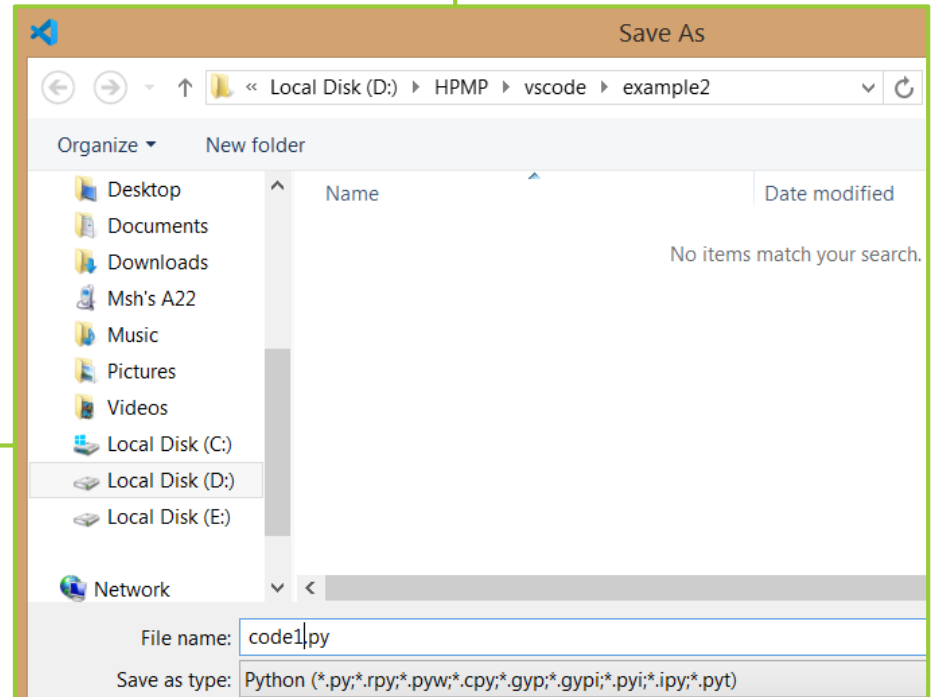 Save As
« Local Disk (D:) HPMP vscode example2
Organize New folder
Name Date modified
No items match your search.
Desktop
Documents
Downloads
Msh's A22
Music
Pictures
Videos
Local Disk (C:)
Local Disk (D:)
Local Disk (E:)
Network
File name: code1.py
Save as type: Python (*.py;*.rpy;*.pyw;*.cpy;*.gyp;*.gypi;*.pyi;*.ipy;*.pyt)